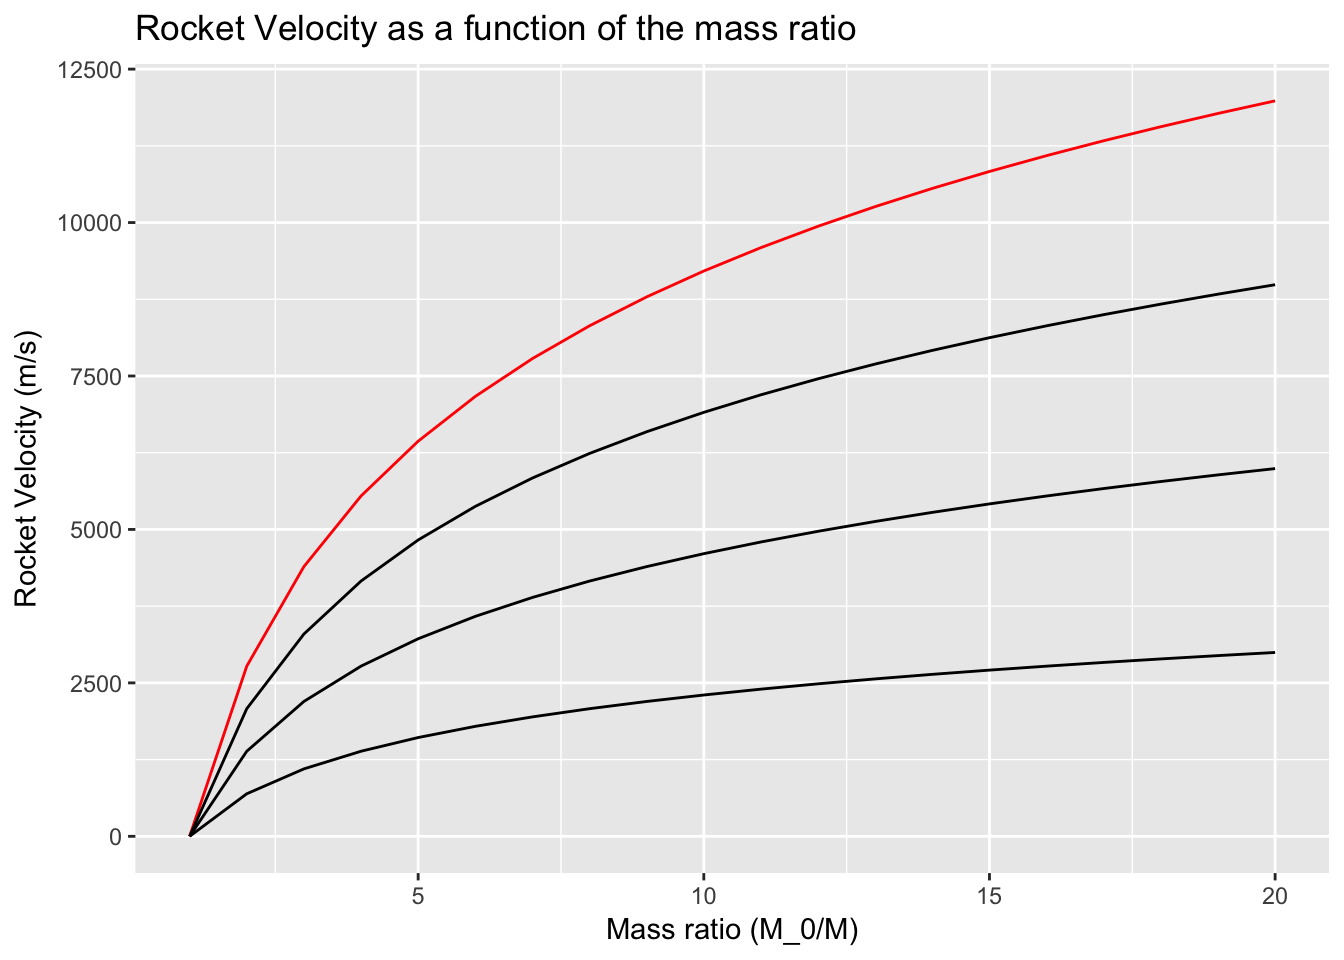 Rocket Velocity as a function of the mass ratio
12500
10000
7500
5000
2500
0
Rocket Velocity (m/s)
5 10 15 20
Mass ratio (M_0/M)